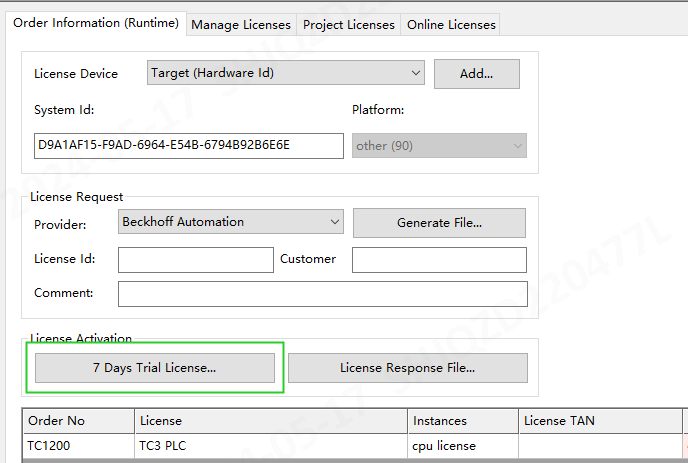 Order Information (Runtime) Manage Licenses Project Licenses Online Licenses
License Device Target (Hardware Id) Add...
System Id: Platform:
D9A1AF15-F9AD-6964-E54B-6794B92B6E6E other (90)
License Request
Provider: Beckhoff Automation Generate File...
License Id: Customer
Comment:
License Activation
7 Days Trial License... License Response File...
Order No License Instances License TAN
TC1200 TC3 PLC cpu license